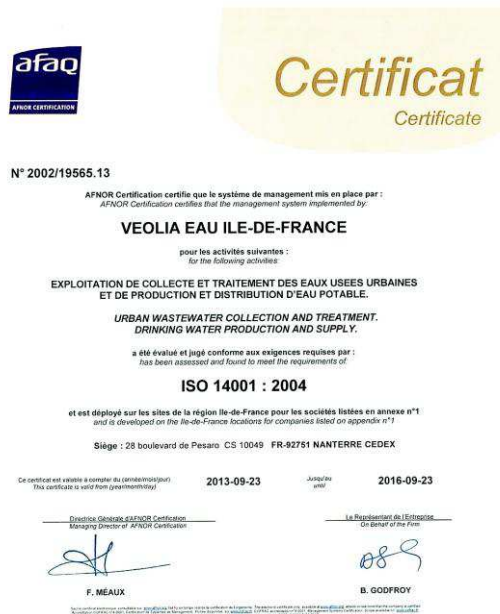 afaq
AFNOR CERTIFICATION
Certificat
Certificate
N° 2002/19565.13
AFNOR Certification certifie que le système de management mis en place par :
AFNOR Certification certifies that the management system implemented by:
VEOLIA EAU ILE-DE-FRANCE
pour les activités suivantes :
for the following activities:
EXPLOITATION DE COLLECTE ET TRAITEMENT DES EAUX USEES URBAINES
ET DE PRODUCTION ET DISTRIBUTION D'EAU POTABLE.
URBAN WASTEWATER COLLECTION AND TREATMENT.
DRINKING WATER PRODUCTION AND SUPPLY.
a été évalué et jugé conforme aux exigences requises par :
has been assessed and found to meet the requirements of:
ISO 14001 : 2004
et est déployé sur les sites de la région Ile-de-France pour les sociétés listées en annexe n°1
and is developed on the Ile-de-France locations for companies listed on appendix n°1
Siège : 28 boulevard de Pesaro CS 10049 FR-92751 NANTERRE CEDEX
Ce certificat est valable à compter du (année/mois/jour) 2013-09-23 Jusqu'au 2016-09-23
This certificate is valid from (year/month/day) until
Directrice Générale d'AFNOR Certification Le Représentant de l'Entreprise
Managing Director of AFNOR Certification On Behalf of the Firm
F. MÉAUX B. GODFROY